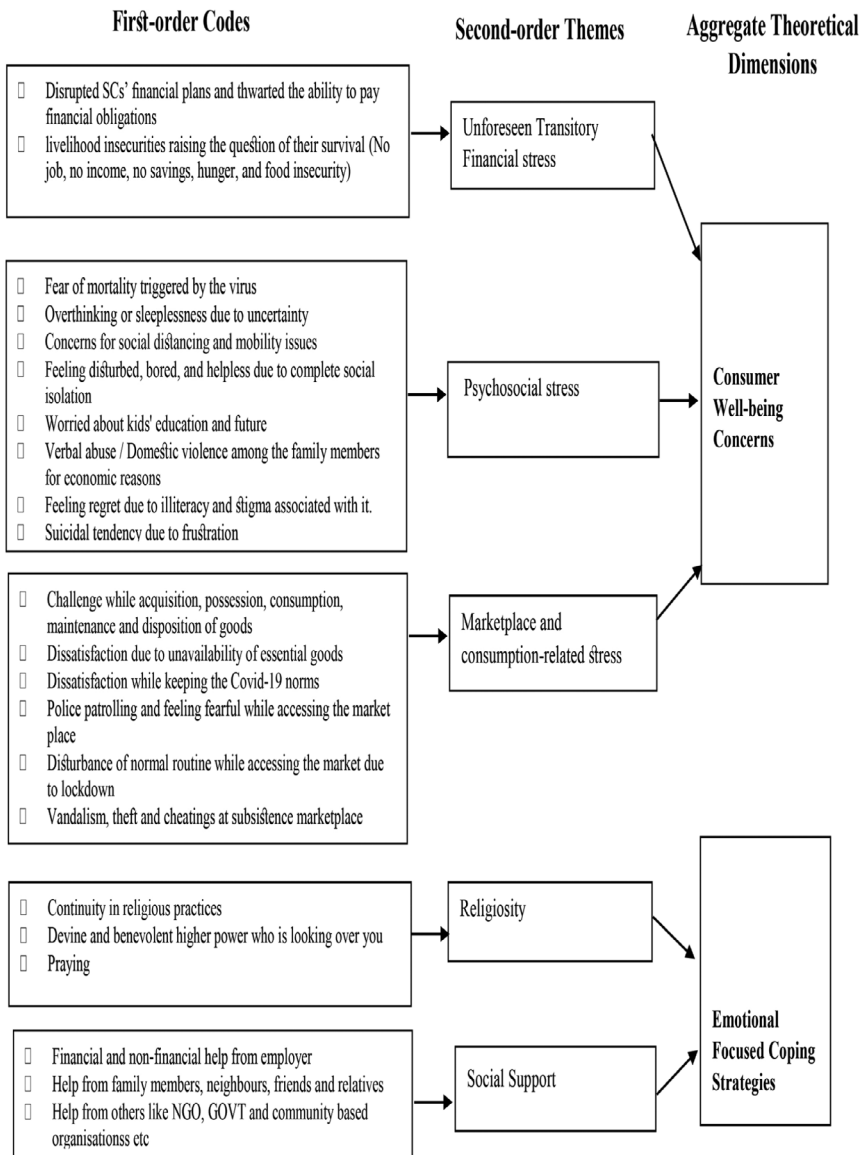 First-order Codes
Second-order Themes
Aggregate Theoretical
Dimensions
Disrupted SCs' financial plans and thwarted the ability to pay
financial obligations
livelihood insecurities raising the question of their survival (No
job, no income, no savings, hunger, and food insecurity)
Unforeseen Transitory
Financial stress
Fear of mortality triggered by the virus
Overthinking or sleeplessness due to uncertainty
Concerns for social distancing and mobility issues
Feeling disturbed, bored, and helpless due to complete social
isolation
Worried about kids' education and future
Verbal abuse / Domestic violence among the family members
for economic reasons
Feeling regret due to illiteracy and stigma associated with it.
Suicidal tendency due to frustration
Psychosocial stress
Consumer
Well-being
Concerns
Challenge while acquisition, possession, consumption,
maintenance and disposition of goods
Dissatisfaction due to unavailability of essential goods
Dissatisfaction while keeping the Covid-19 norms
Police patrolling and feeling fearful while accessing the market
place
Disturbance of normal routine while accessing the market due
to lockdown
Vandalism, theft and cheatings at subsistence marketplace
Marketplace and
consumption-related stress
Continuity in religious practices
Devine and benevolent higher power who is looking over you
Praying
Religiosity
Financial and non-financial help from employer
Help from family members, neighbours, friends and relatives
Help from others like NGO, GOVT and community based
organisationss etc
Social Support
Emotional
Focused Coping
Strategies